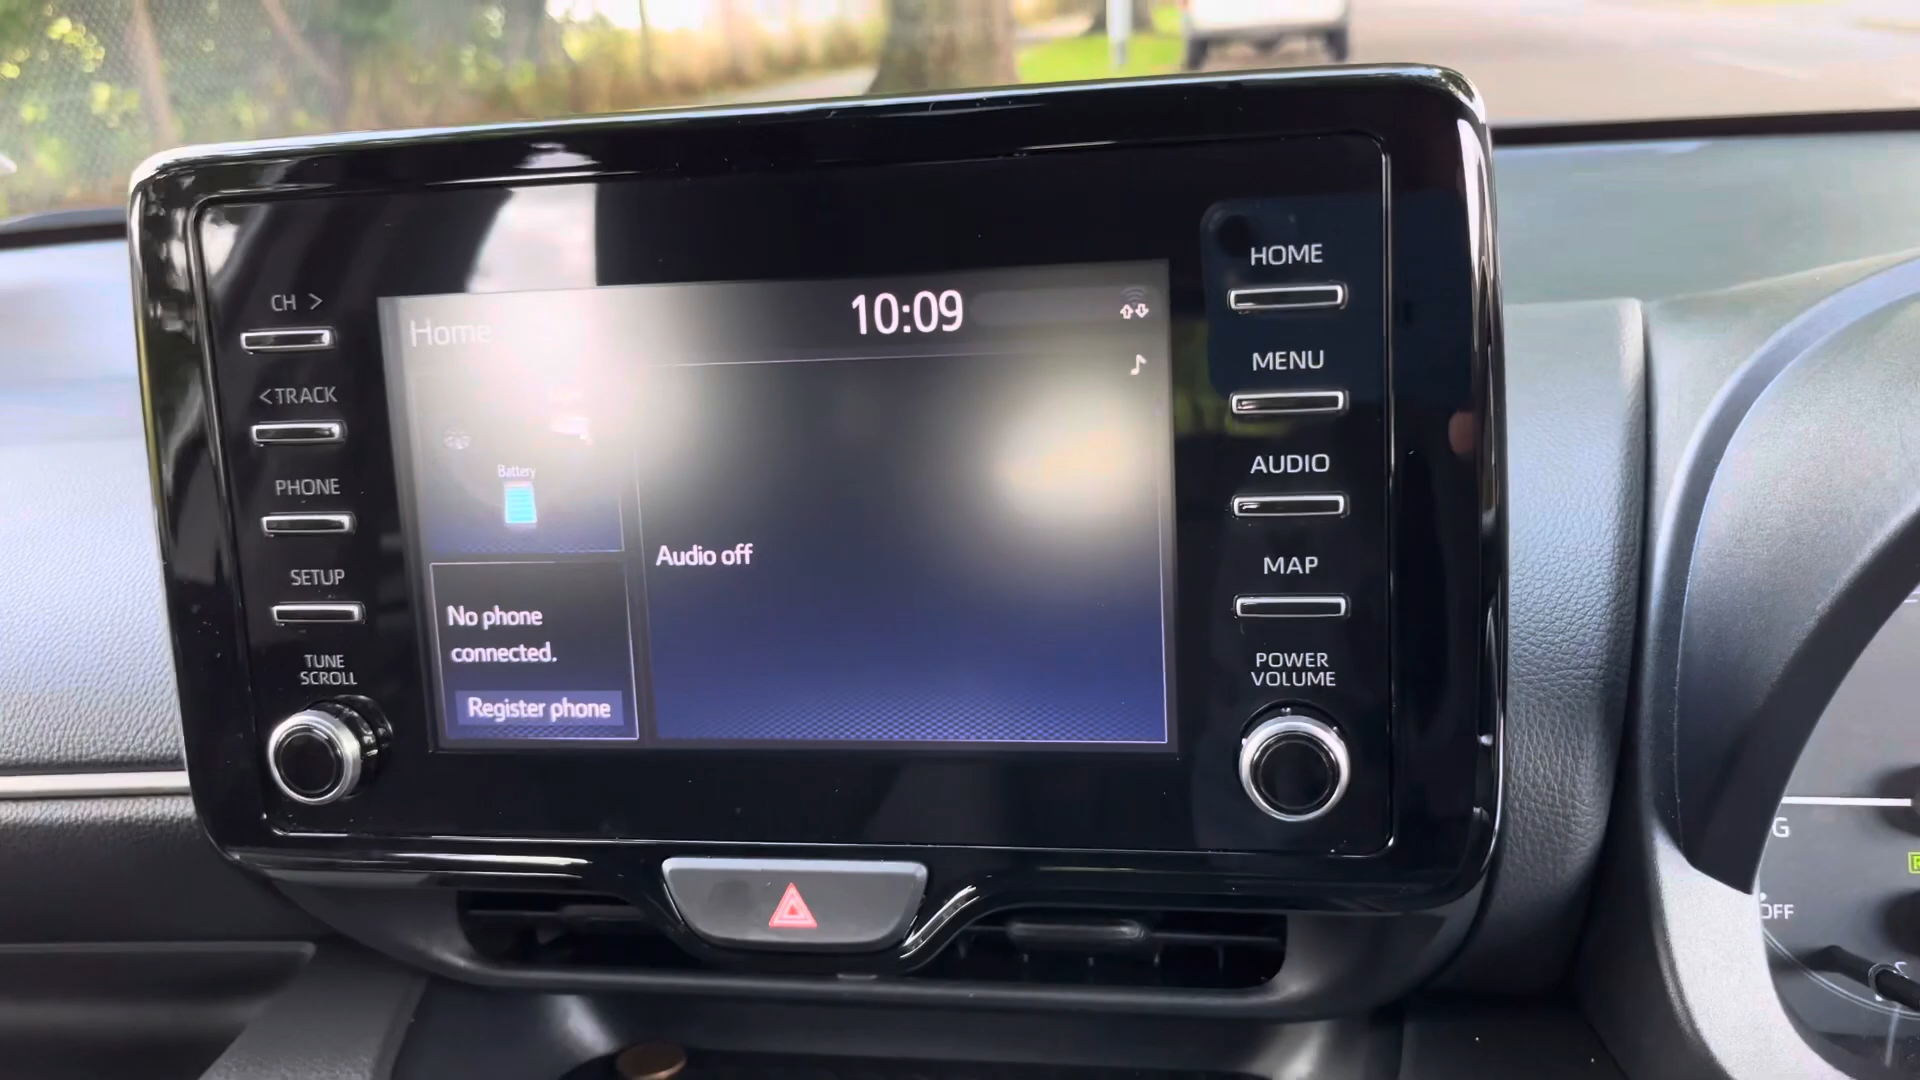 CH >
< TRACK
PHONE
SETUP
TUNE
SCROLL
Home
10:09
Battery
Audio off
No phone
connected.
Register phone
HOME
MENU
AUDIO
MAP
POWER
VOLUME
OFF